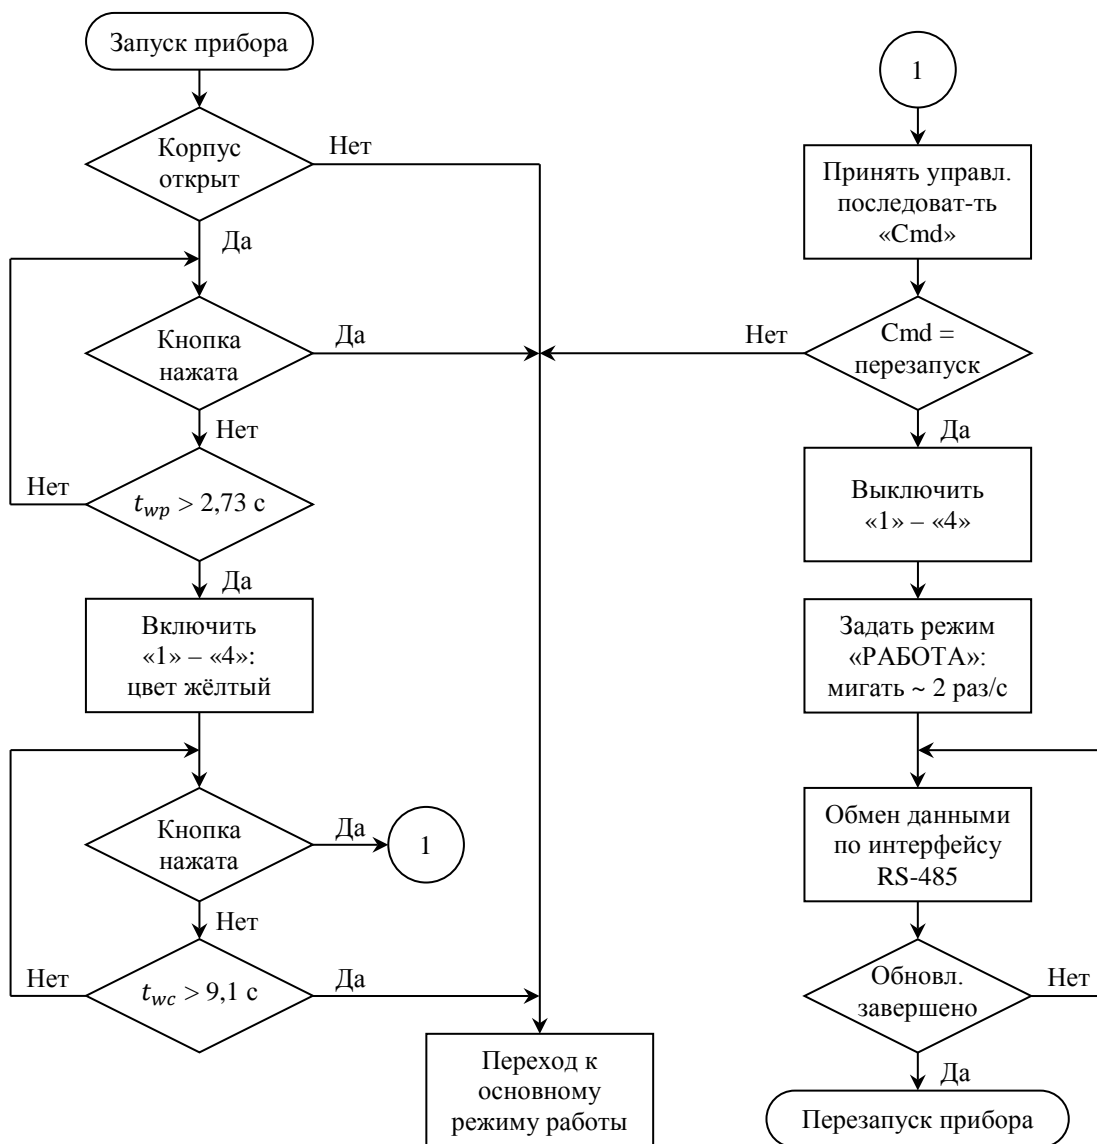 Запуск прибора
Корпус
открыт
Нет
Да
Кнопка
нажата
Да
Нет
t_wp > 2,73 с
Нет
Да
Включить
«1» – «4»:
цвет жёлтый
Кнопка
нажата
Да
1
Нет
t_wc > 9,1 с
Нет
Да
Переход к
основному
режиму работы
1
Принять управл.
последоват-ть
«Cmd»
Cmd =
перезапуск
Нет
Да
Выключить
«1» – «4»
Задать режим
«РАБОТА»:
мигать ~ 2 раз/с
Обмен данными
по интерфейсу
RS-485
Обновл.
завершено
Нет
Да
Перезапуск прибора